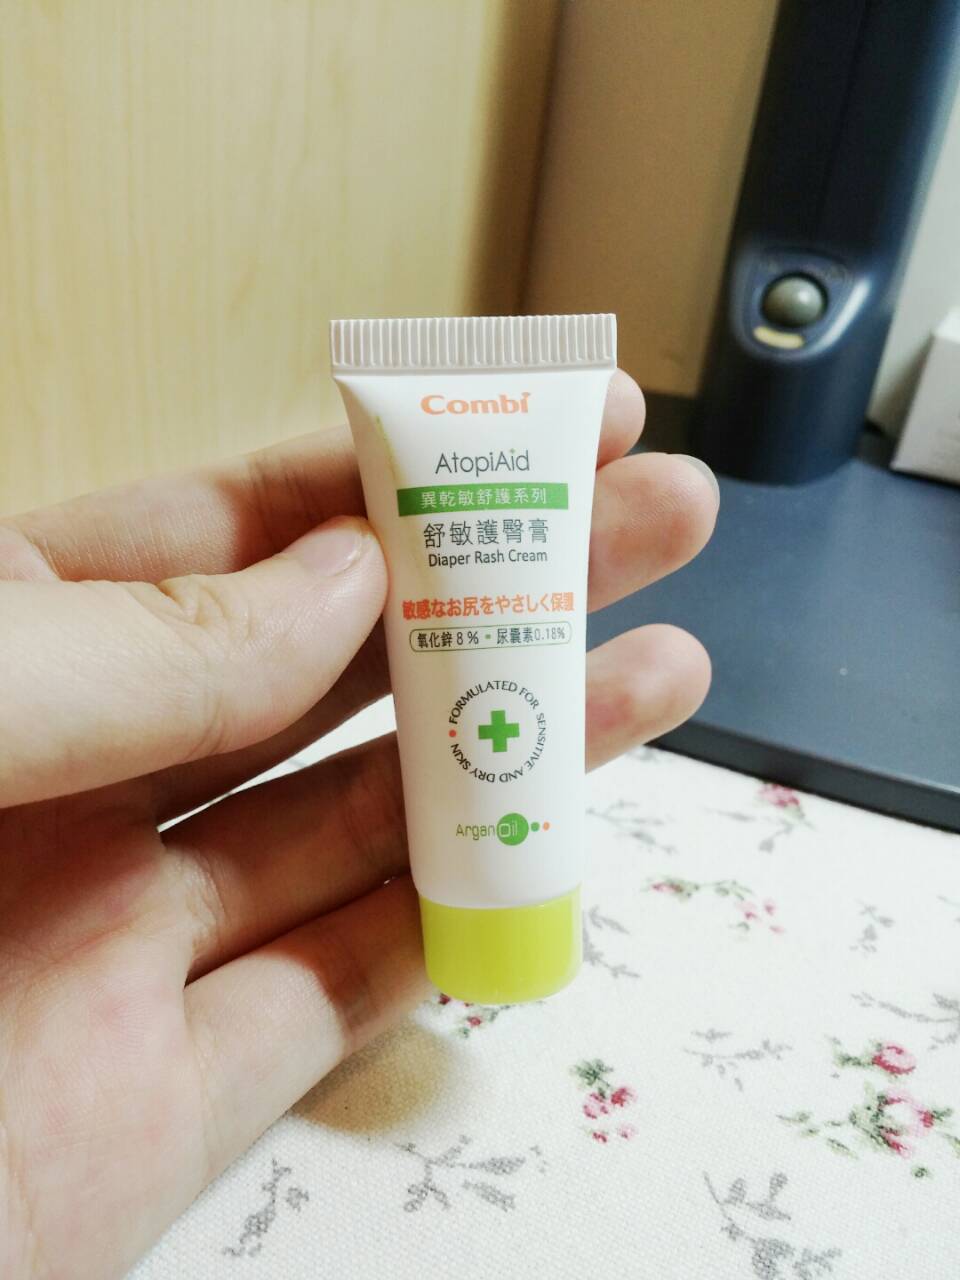 Combi
AtopiAid
異乾敏舒護系列
舒敏護臀膏
Diaper Rash Cream
敏感なお尻をやさしく保護
氧化鋅8%・尿囊素0.18%
FORMULATED FOR SENSITIVE AND DRY SKIN
Argan Oil